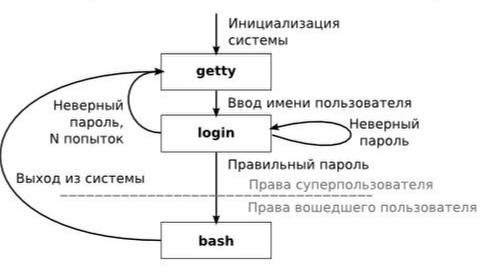 Инициализация
системы
getty
Ввод имени пользователя
Неверный
пароль,
N попыток
login
Неверный
пароль
Правильный пароль
Выход из системы
Права суперпользователя
Права вошедшего пользователя
bash